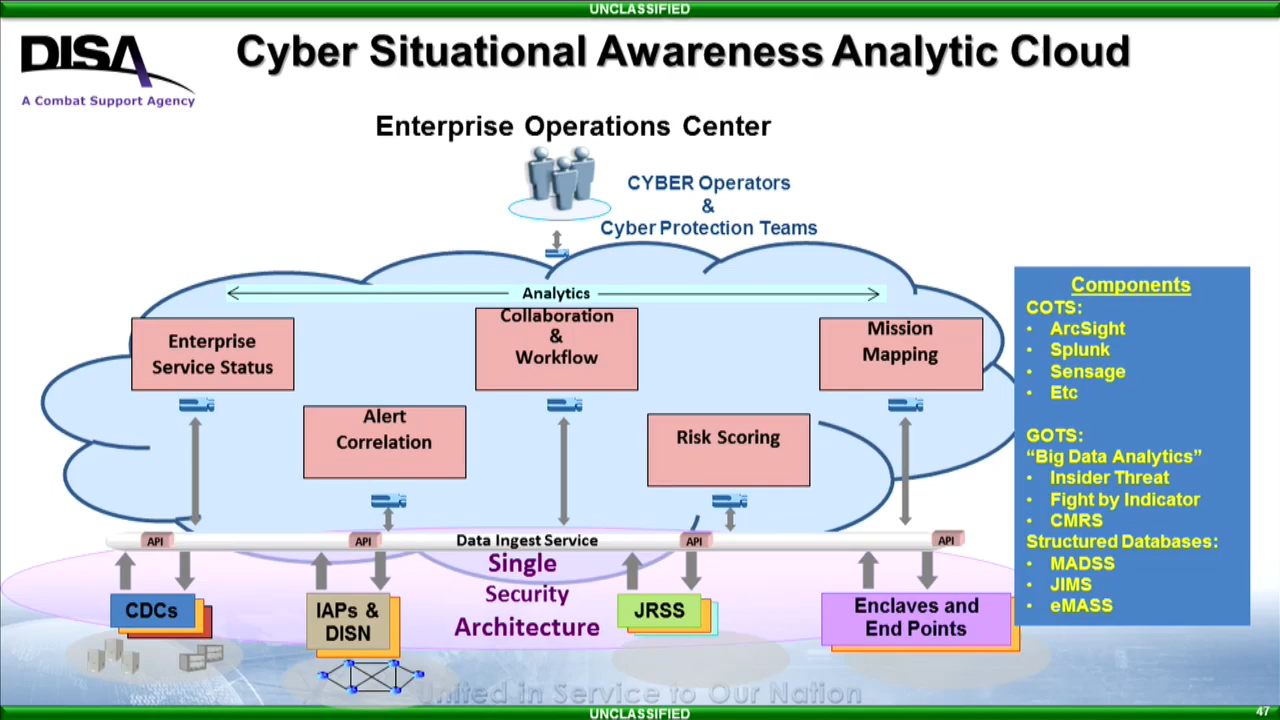 UNCLASSIFIED
DISA
A Combat Support Agency
Cyber Situational Awareness Analytic Cloud
Enterprise Operations Center
CYBER Operators
&
Cyber Protection Teams
Analytics
Enterprise
Service Status
Collaboration
&
Workflow
Mission
Mapping
Alert
Correlation
Risk Scoring
API
API
Data Ingest Service
API
API
Single
Security
Architecture
CDCs
IAPs &
DISN
JRSS
Enclaves and
End Points
Components
COTS:
• ArcSight
• Splunk
• Sensage
• Etc
GOTS:
“Big Data Analytics”
• Insider Threat
• Fight by Indicator
• CMRS
Structured Databases:
• MADSS
• JIMS
• eMASS
United in Service to Our Nation
UNCLASSIFIED
47